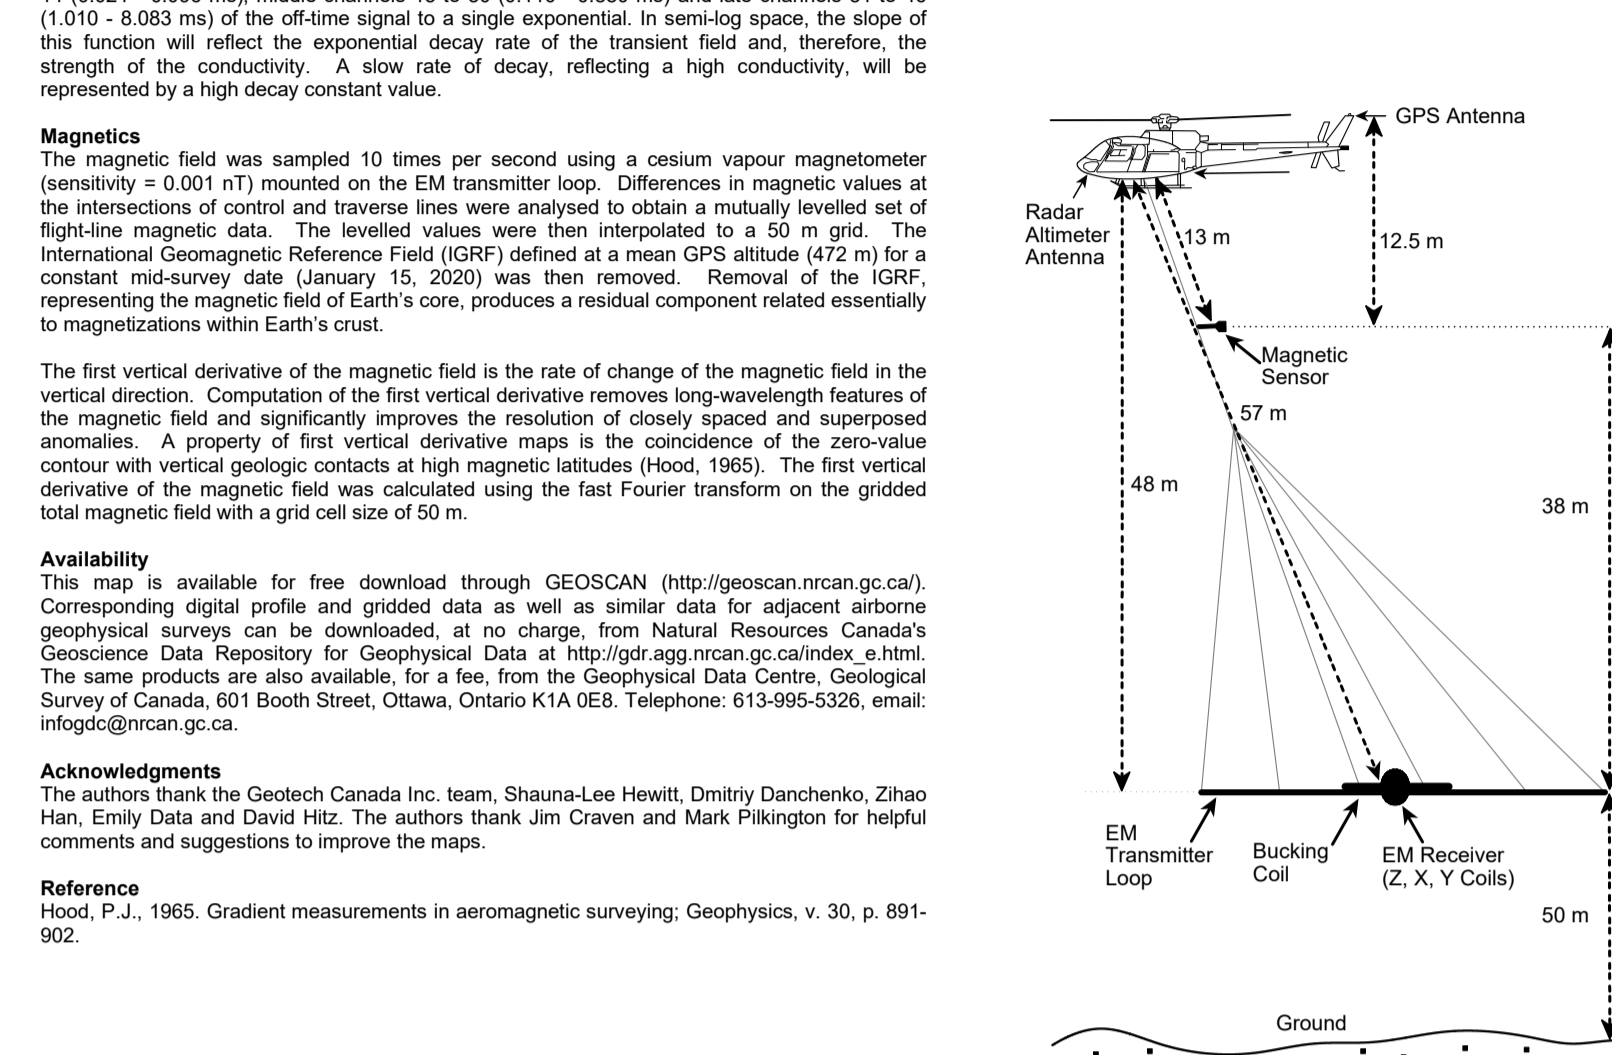 (1.010 - 8.083 ms) of the off-time signal to a single exponential. In semi-log space, the slope of
this function will reflect the exponential decay rate of the transient field and, therefore, the
strength of the conductivity. A slow rate of decay, reflecting a high conductivity, will be
represented by a high decay constant value.
Magnetics
The magnetic field was sampled 10 times per second using a cesium vapour magnetometer
(sensitivity = 0.001 nT) mounted on the EM transmitter loop. Differences in magnetic values at
the intersections of control and traverse lines were analysed to obtain a mutually levelled set of
flight-line magnetic data. The levelled values were then interpolated to a 50 m grid. The
International Geomagnetic Reference Field (IGRF) defined at a mean GPS altitude (472 m) for a
constant mid-survey date (January 15, 2020) was then removed. Removal of the IGRF,
representing the magnetic field of Earth's core, produces a residual component related essentially
to magnetizations within Earth's crust.
The first vertical derivative of the magnetic field is the rate of change of the magnetic field in the
vertical direction. Computation of the first vertical derivative removes long-wavelength features of
the magnetic field and significantly improves the resolution of closely spaced and superposed
anomalies. A property of first vertical derivative maps is the coincidence of the zero-value
contour with vertical geologic contacts at high magnetic latitudes (Hood, 1965). The first vertical
derivative of the magnetic field was calculated using the fast Fourier transform on the gridded
total magnetic field with a grid cell size of 50 m.
Availability
This map is available for free download through GEOSCAN (http://geoscan.nrcan.gc.ca/).
Corresponding digital profile and gridded data as well as similar data for adjacent airborne
geophysical surveys can be downloaded, at no charge, from Natural Resources Canada's
Geoscience Data Repository for Geophysical Data at http://gdr.agg.nrcan.gc.ca/index_e.html.
The same products are also available, for a fee, from the Geophysical Data Centre, Geological
Survey of Canada, 601 Booth Street, Ottawa, Ontario K1A 0E8. Telephone: 613-995-5326, email:
infogdc@nrcan.gc.ca.
Acknowledgments
The authors thank the Geotech Canada Inc. team, Shauna-Lee Hewitt, Dmitriy Danchenko, Zihao
Han, Emily Data and David Hitz. The authors thank Jim Craven and Mark Pilkington for helpful
comments and suggestions to improve the maps.
Reference
Hood, P.J., 1965. Gradient measurements in aeromagnetic surveying; Geophysics, v. 30, p. 891-
902.
GPS Antenna
Radar
Altimeter
Antenna
13 m
12.5 m
Magnetic
Sensor
57 m
48 m
38 m
EM
Transmitter
Loop
Bucking
Coil
EM Receiver
(Z, X, Y Coils)
50 m
Ground